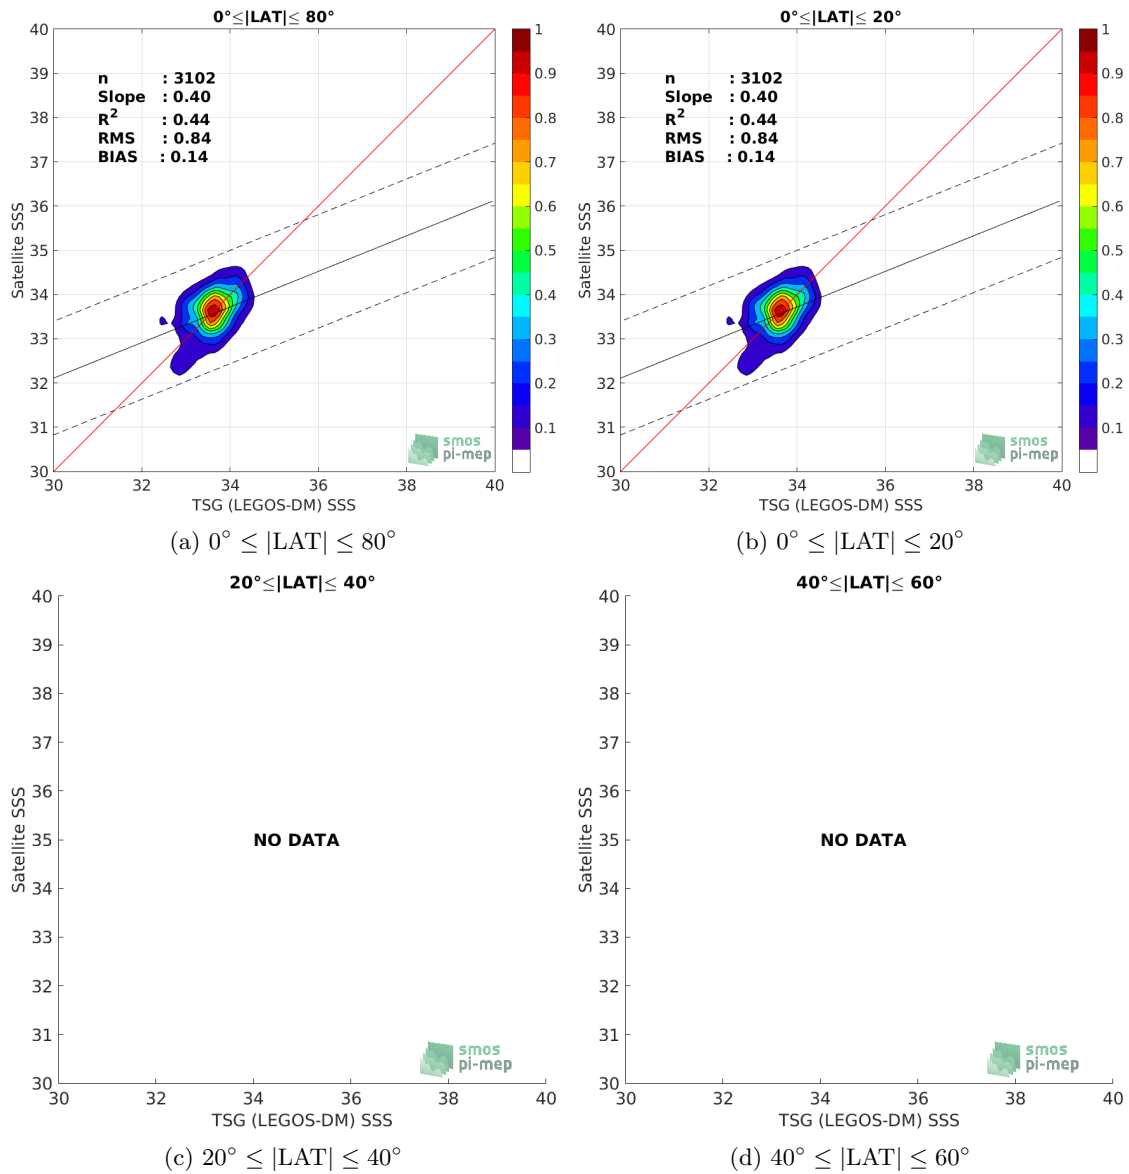 0°≤|LAT|≤ 80°
n : 3102
Slope : 0.40
R² : 0.44
RMS : 0.84
BIAS : 0.14
40
39
38
37
36
35
34
33
32
31
30
30 32 34 36 38 40
Satellite SSS
TSG (LEGOS-DM) SSS
smos
pi-mep
1
0.9
0.8
0.7
0.6
0.5
0.4
0.3
0.2
0.1
(a) 0° ≤ |LAT| ≤ 80°
0°≤|LAT|≤ 20°
n : 3102
Slope : 0.40
R² : 0.44
RMS : 0.84
BIAS : 0.14
40
39
38
37
36
35
34
33
32
31
30
30 32 34 36 38 40
Satellite SSS
TSG (LEGOS-DM) SSS
smos
pi-mep
1
0.9
0.8
0.7
0.6
0.5
0.4
0.3
0.2
0.1
(b) 0° ≤ |LAT| ≤ 20°
20°≤|LAT|≤ 40°
40
39
38
37
36
35
34
33
32
31
30
30 32 34 36 38 40
Satellite SSS
NO DATA
TSG (LEGOS-DM) SSS
smos
pi-mep
(c) 20° ≤ |LAT| ≤ 40°
40°≤|LAT|≤ 60°
40
39
38
37
36
35
34
33
32
31
30
30 32 34 36 38 40
Satellite SSS
NO DATA
TSG (LEGOS-DM) SSS
smos
pi-mep
(d) 40° ≤ |LAT| ≤ 60°